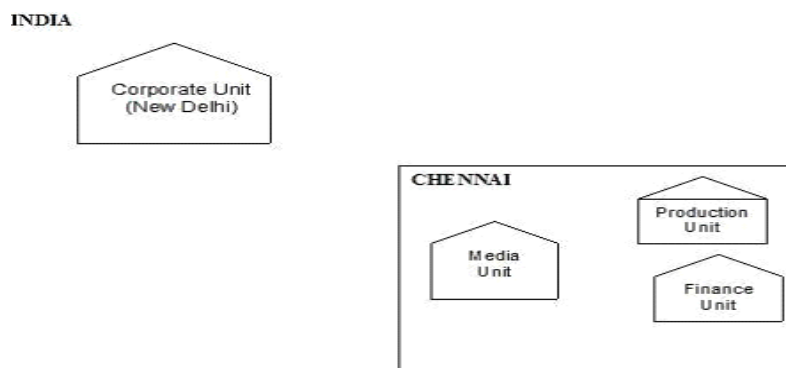 INDIA
Corporate Unit
(New Delhi)
CHENNAI
Production
Unit
Media
Unit
Finance
Unit